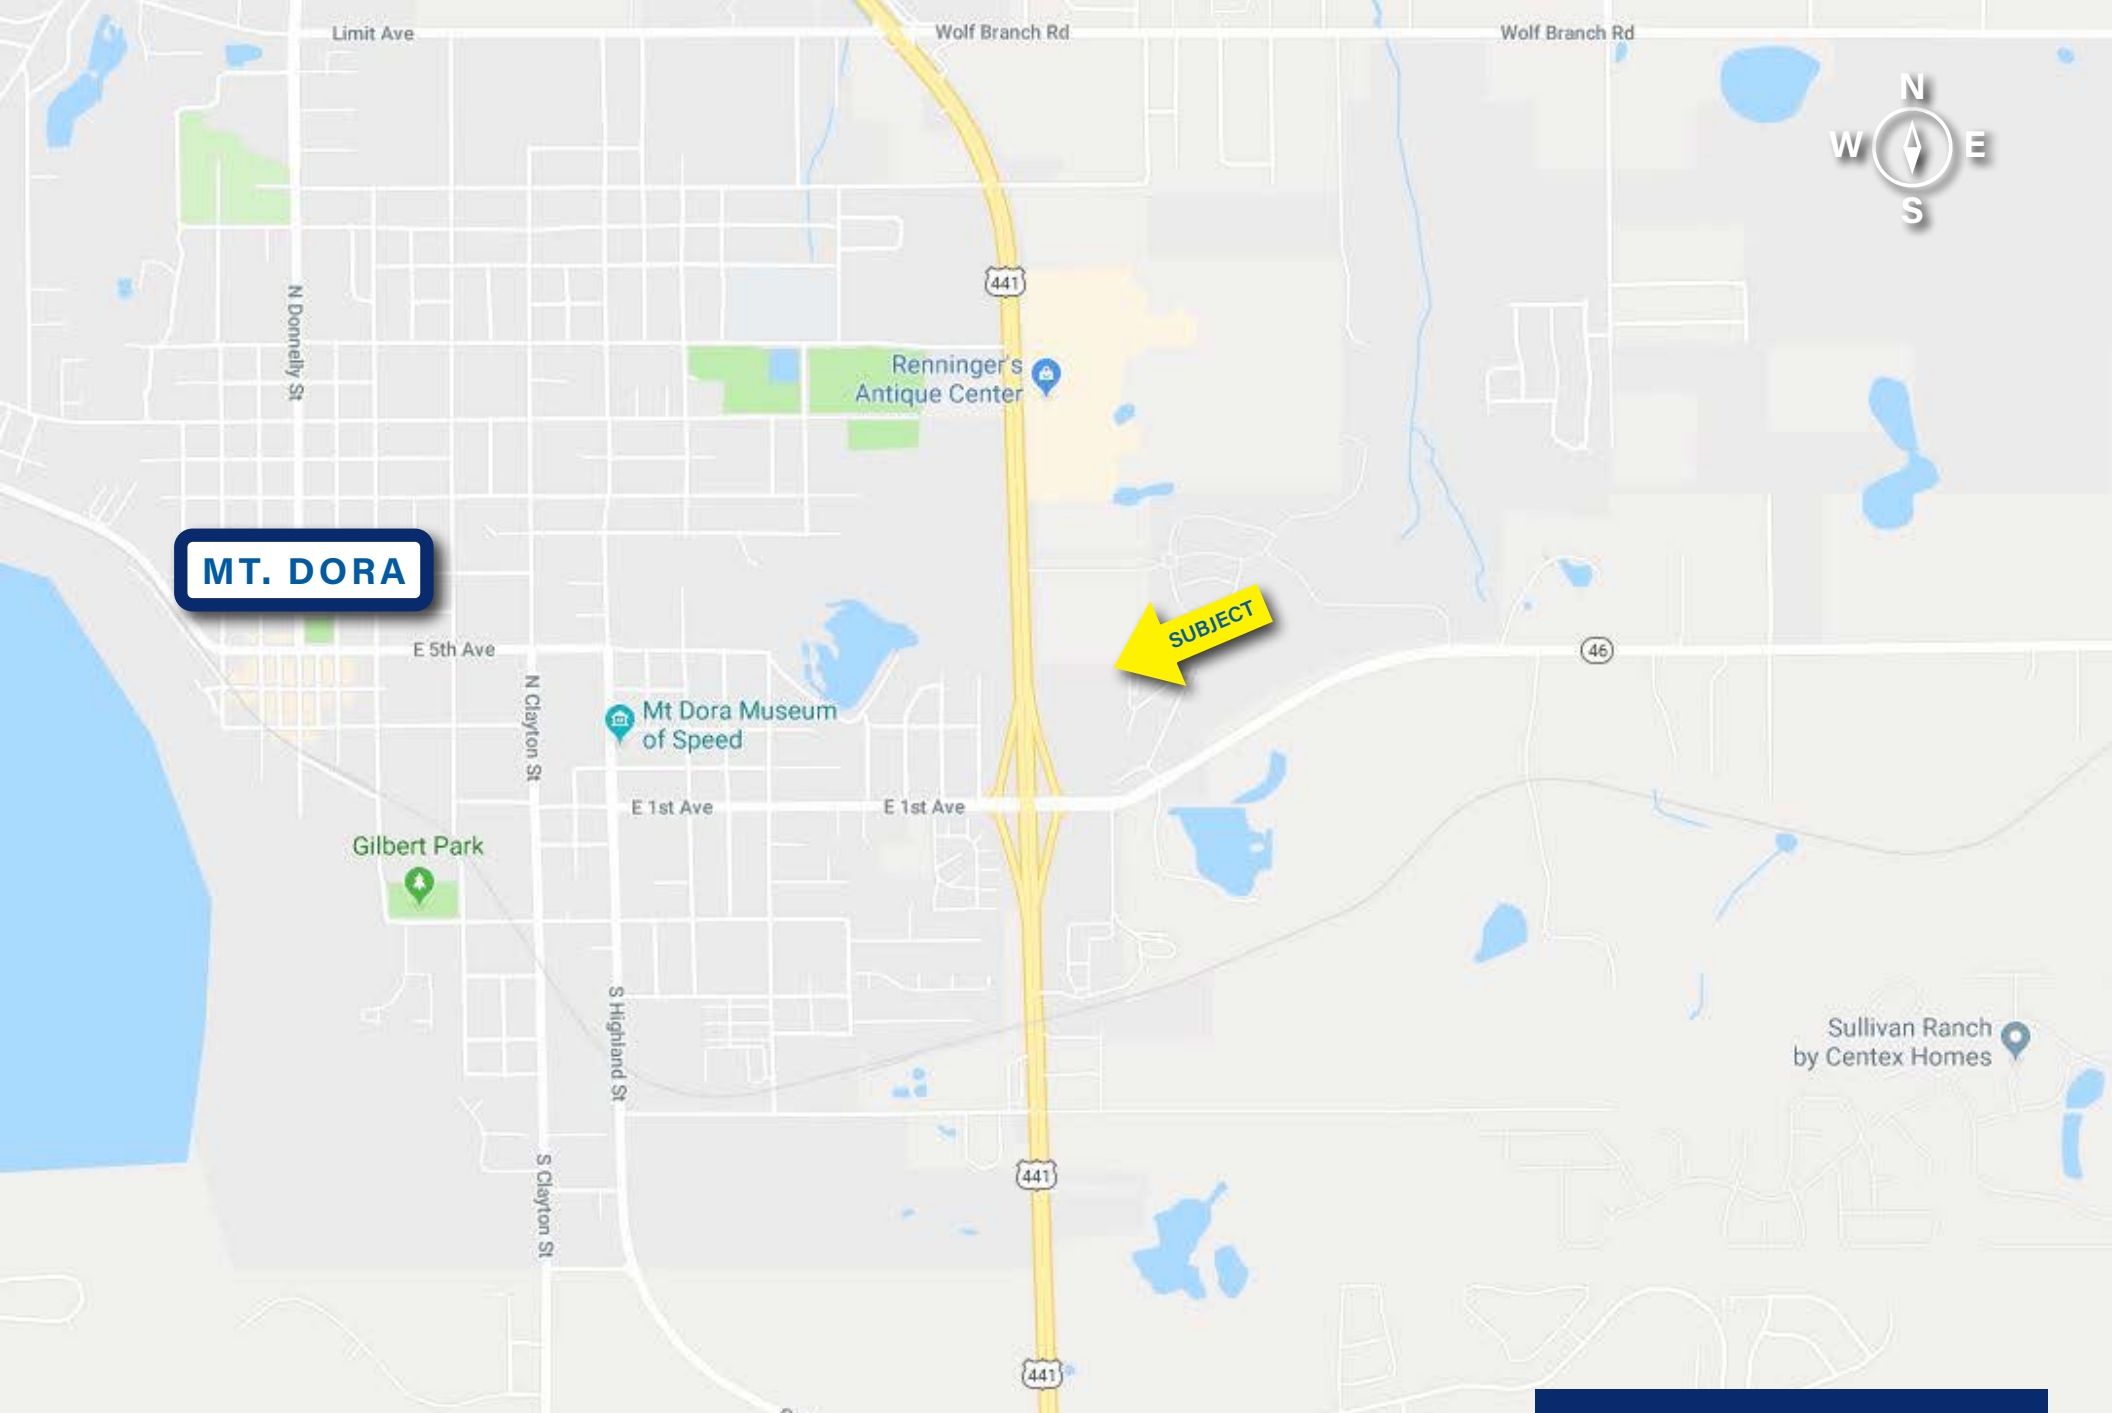 Limit Ave
Wolf Branch Rd
Wolf Branch Rd
N
W
E
S
441
N Donnelly St
Renninger's
Antique Center
MT. DORA
SUBJECT
E 5th Ave
46
N Clayton St
Mt Dora Museum
of Speed
E 1st Ave
E 1st Ave
Gilbert Park
S Highland St
Sullivan Ranch
by Centex Homes
441
S Clayton St
441